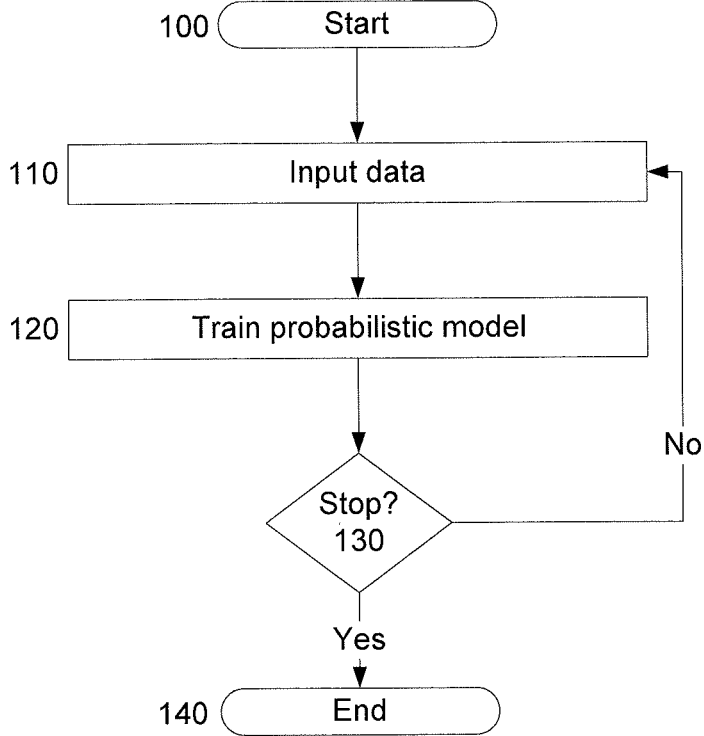 100 Start
110 Input data
120 Train probabilistic model
No
Stop?
130
Yes
140 End